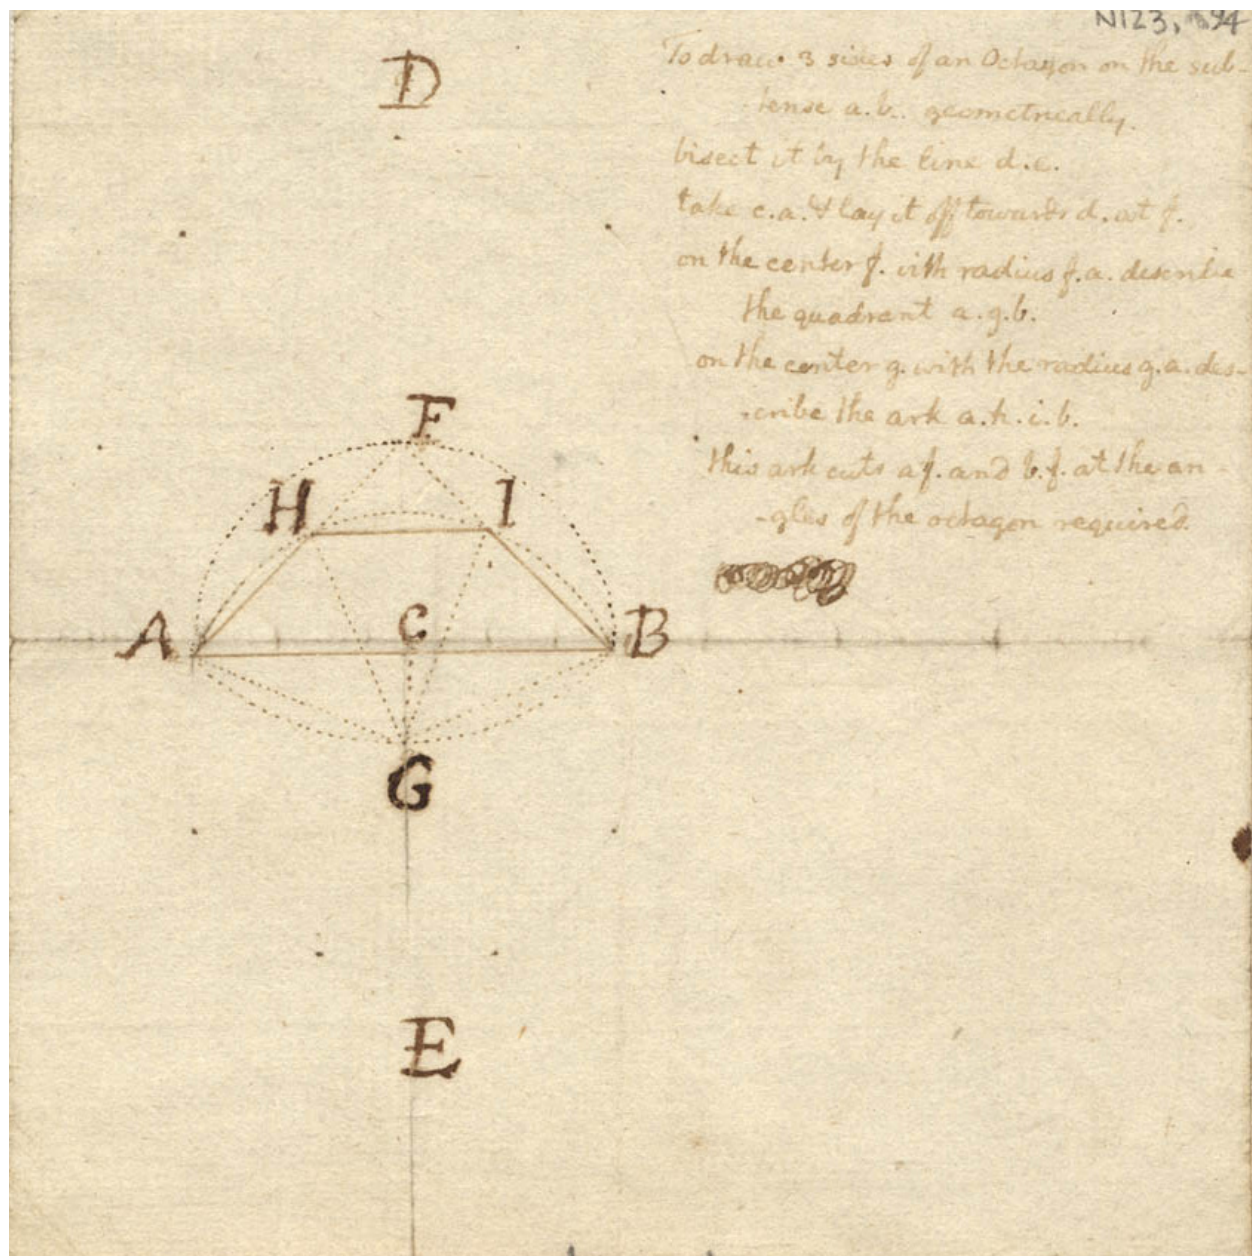 N123, 94
D
To draw 3 sides of an Octagon on the sub-
tense a.b. geometrically.
bisect it by the line d.e.
take c.a. & lay it off towards d. at f.
on the center f. with radius f.a. describe
the quadrant a.g.b.
on the center g. with the radius g.a. des-
cribe the ark a.h.i.b.
this ark cuts a f. and b.f. at the an-
-gles of the octagon required.
F
H I
A C B
G
E